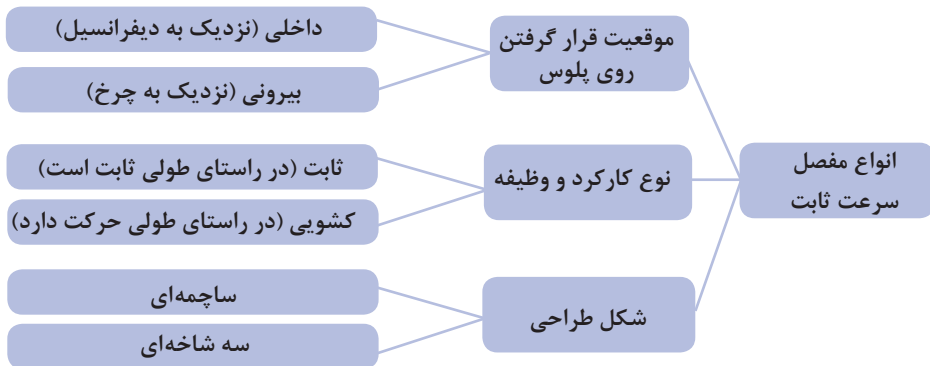 انواع مفصل
سرعت ثابت
موقعیت قرار گرفتن
روی پلوس
داخلی (نزدیک به دیفرانسیل)
بیرونی (نزدیک به چرخ)
نوع کارکرد و وظیفه
ثابت (در راستای طولی ثابت است)
کشویی (در راستای طولی حرکت دارد)
شکل طراحی
ساچمه‌ای
سه شاخه‌ای